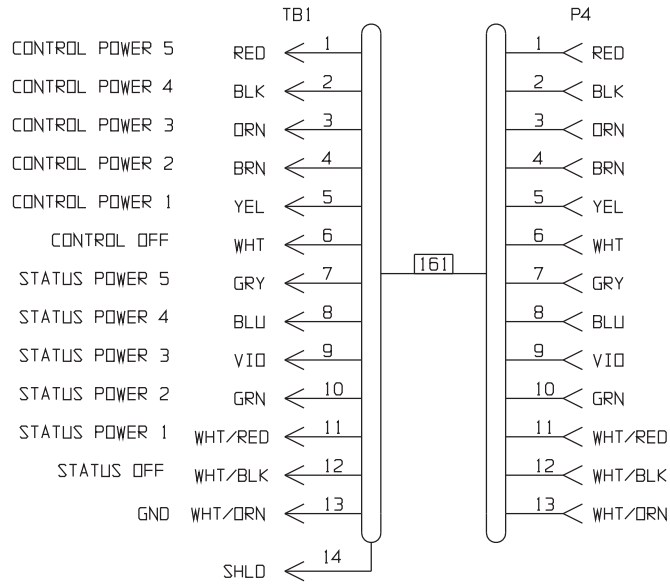 TB1 P4
CONTROL POWER 5 RED 1 1 RED
CONTROL POWER 4 BLK 2 2 BLK
CONTROL POWER 3 ORN 3 3 ORN
CONTROL POWER 2 BRN 4 4 BRN
CONTROL POWER 1 YEL 5 5 YEL
CONTROL OFF WHT 6 6 WHT
161
STATUS POWER 5 GRY 7 7 GRY
STATUS POWER 4 BLU 8 8 BLU
STATUS POWER 3 VIO 9 9 VIO
STATUS POWER 2 GRN 10 10 GRN
STATUS POWER 1 WHT/RED 11 11 WHT/RED
STATUS OFF WHT/BLK 12 12 WHT/BLK
GND WHT/ORN 13 13 WHT/ORN
SHLD 14